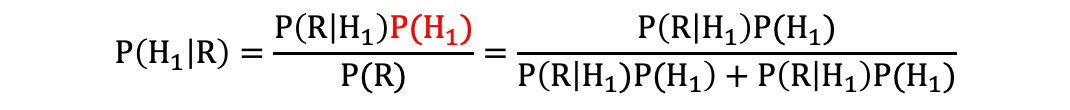 P(H₁|R) = P(R|H₁)P(H₁) / P(R) = P(R|H₁)P(H₁) / P(R|H₁)P(H₁) + P(R|H₁)P(H₁)